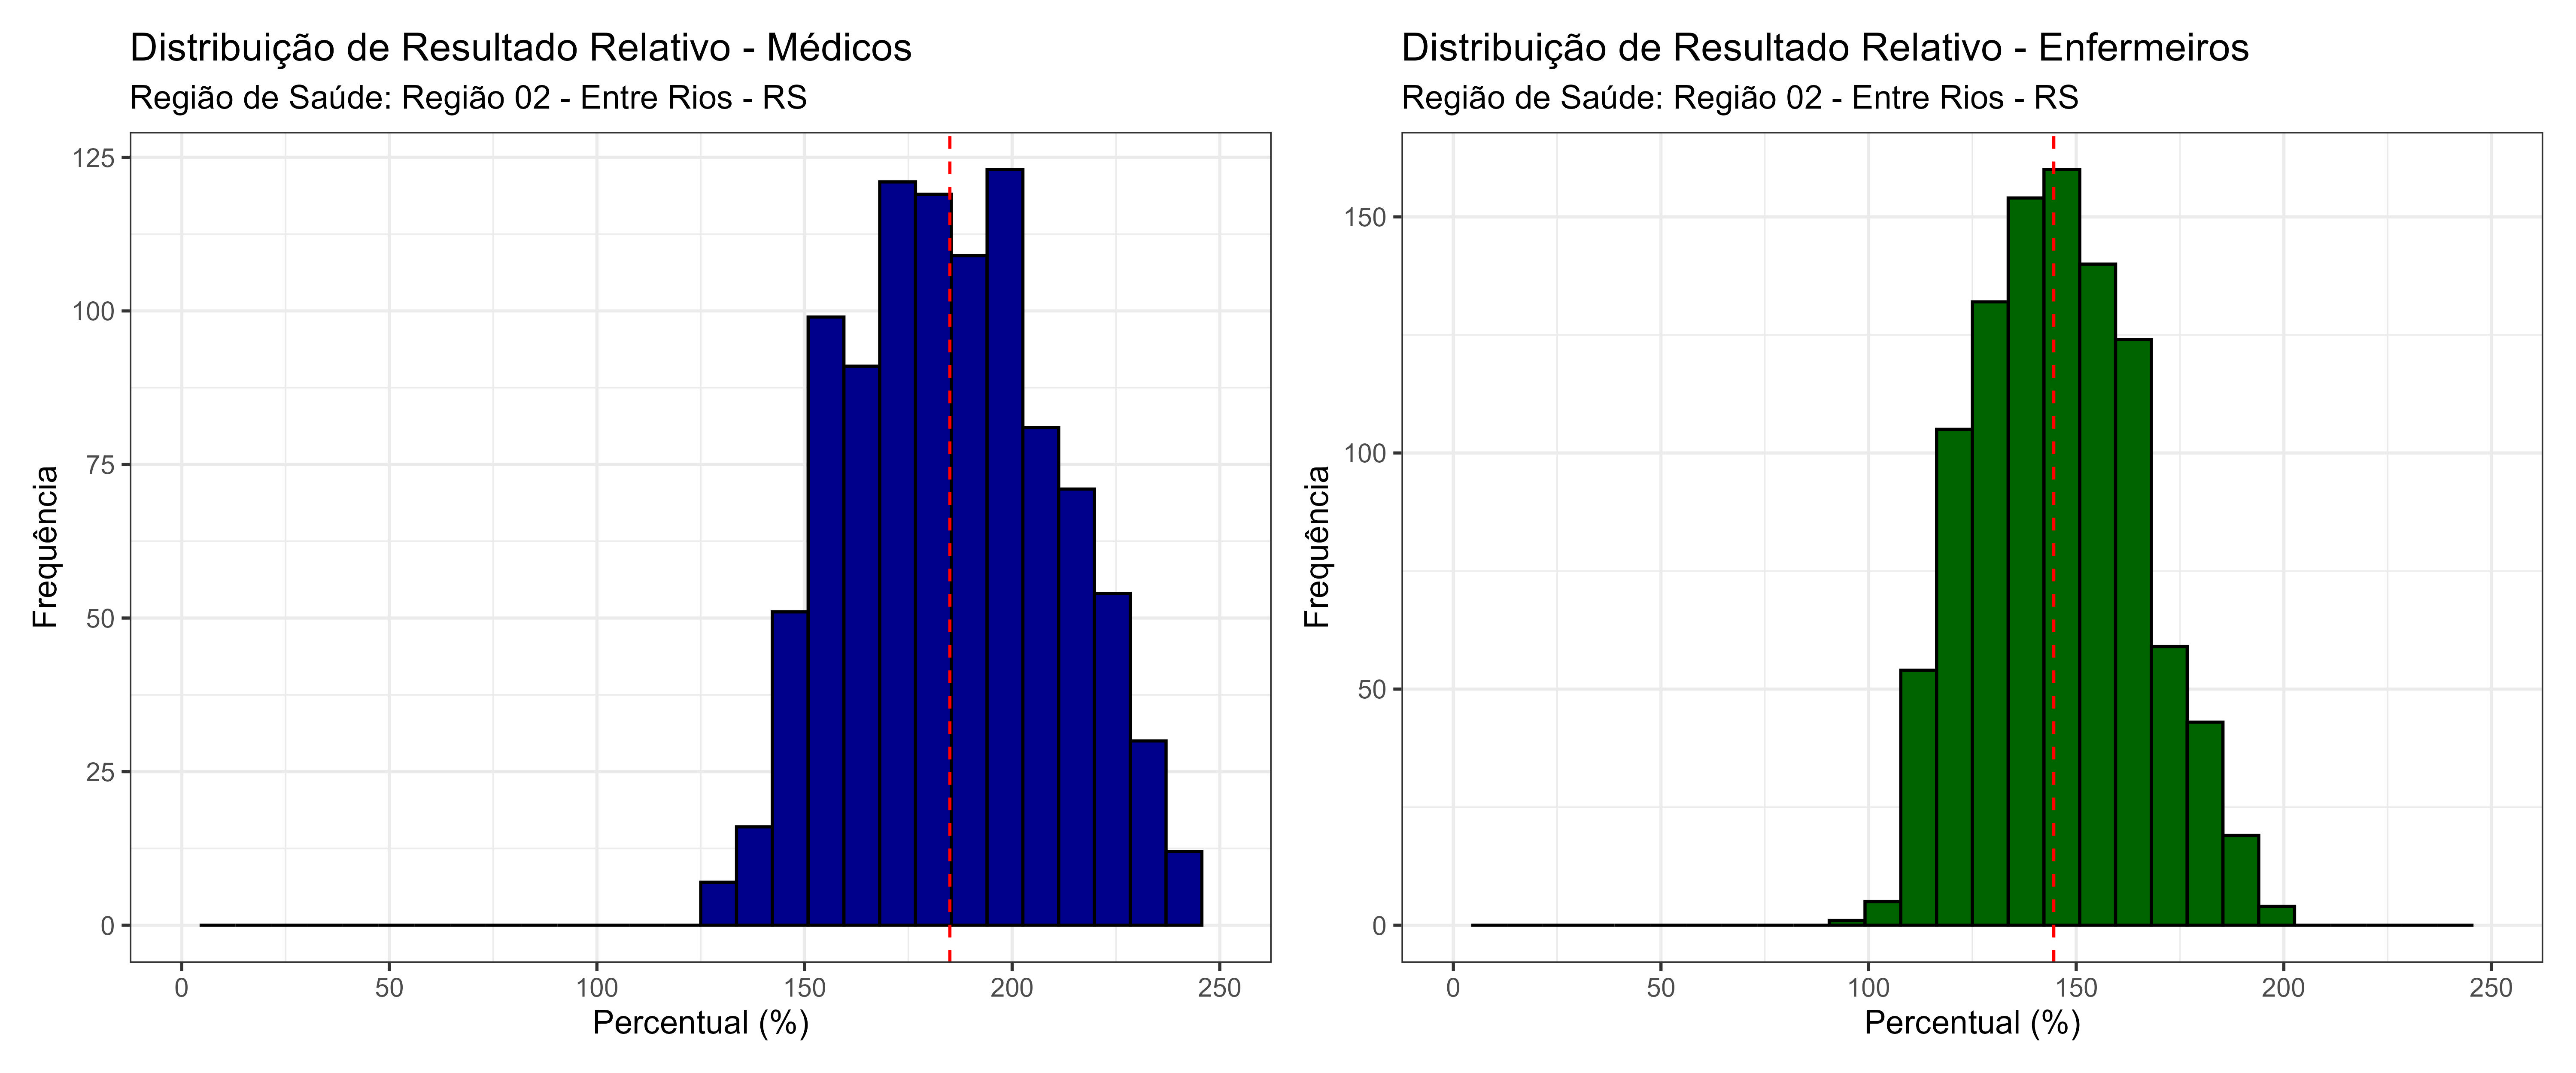 Distribuição de Resultado Relativo - Médicos
Região de Saúde: Região 02 - Entre Rios - RS
125
100
75
50
25
0
Frequência
0 50 100 150 200 250
Percentual (%)
Distribuição de Resultado Relativo - Enfermeiros
Região de Saúde: Região 02 - Entre Rios - RS
150
100
50
0
Frequência
0 50 100 150 200 250
Percentual (%)